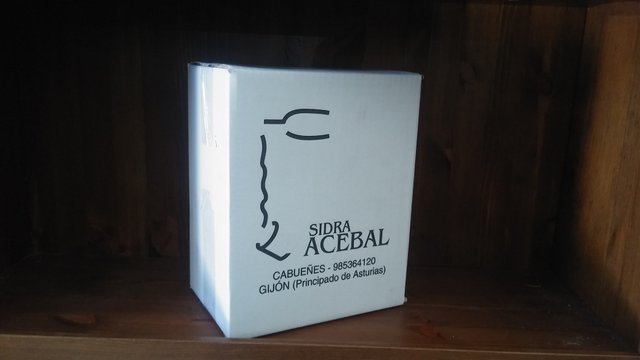 SIDRA
ACEBAL
CABUEÑES - 985364120
GIJÓN (Principado de Asturias)